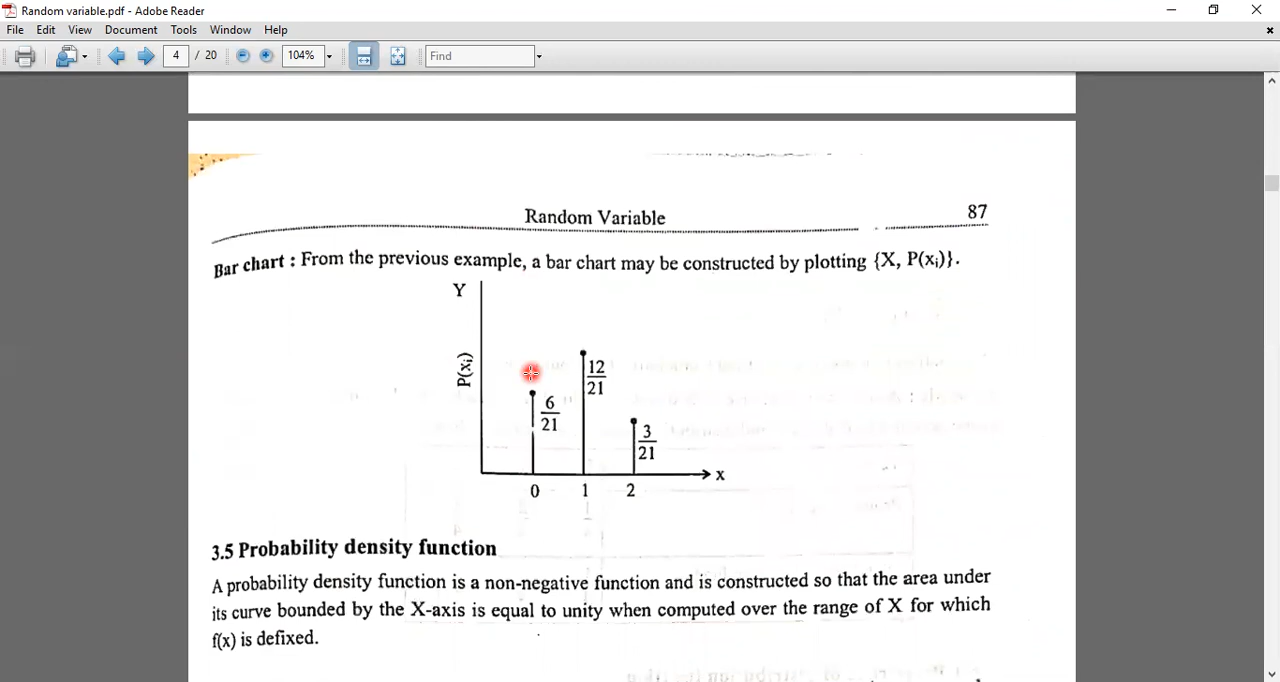 Random variable.pdf - Adobe Reader
File Edit View Document Tools Window Help
4 / 20 104% Find
Random Variable 87
Bar chart : From the previous example, a bar chart may be constructed by plotting {X, P(xᵢ)}.
Y
P(xᵢ)
12
21
6
21
3
21
x
0 1 2
3.5 Probability density function
A probability density function is a non-negative function and is constructed so that the area under
its curve bounded by the X-axis is equal to unity when computed over the range of X for which
f(x) is defixed.